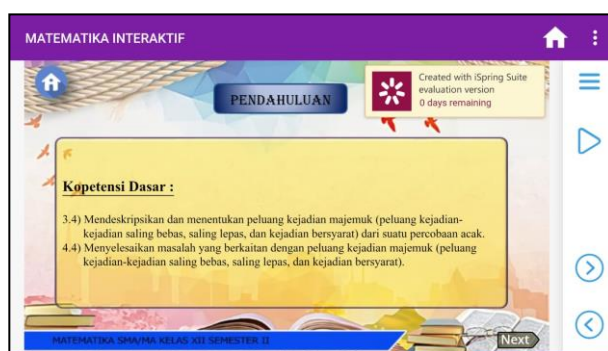 MATEMATIKA INTERAKTIF
PENDAHULUAN
Created with iSpring Suite
evaluation version
0 days remaining
Kopetensi Dasar :
3.4) Mendeskripsikan dan menentukan peluang kejadian majemuk (peluang kejadian-
kejadian saling bebas, saling lepas, dan kejadian bersyarat) dari suatu percobaan acak.
4.4) Menyelesaikan masalah yang berkaitan dengan peluang kejadian majemuk (peluang
kejadian-kejadian saling bebas, saling lepas, dan kejadian bersyarat).
MATEMATIKA SMA/MA KELAS XII SEMESTER II
Next